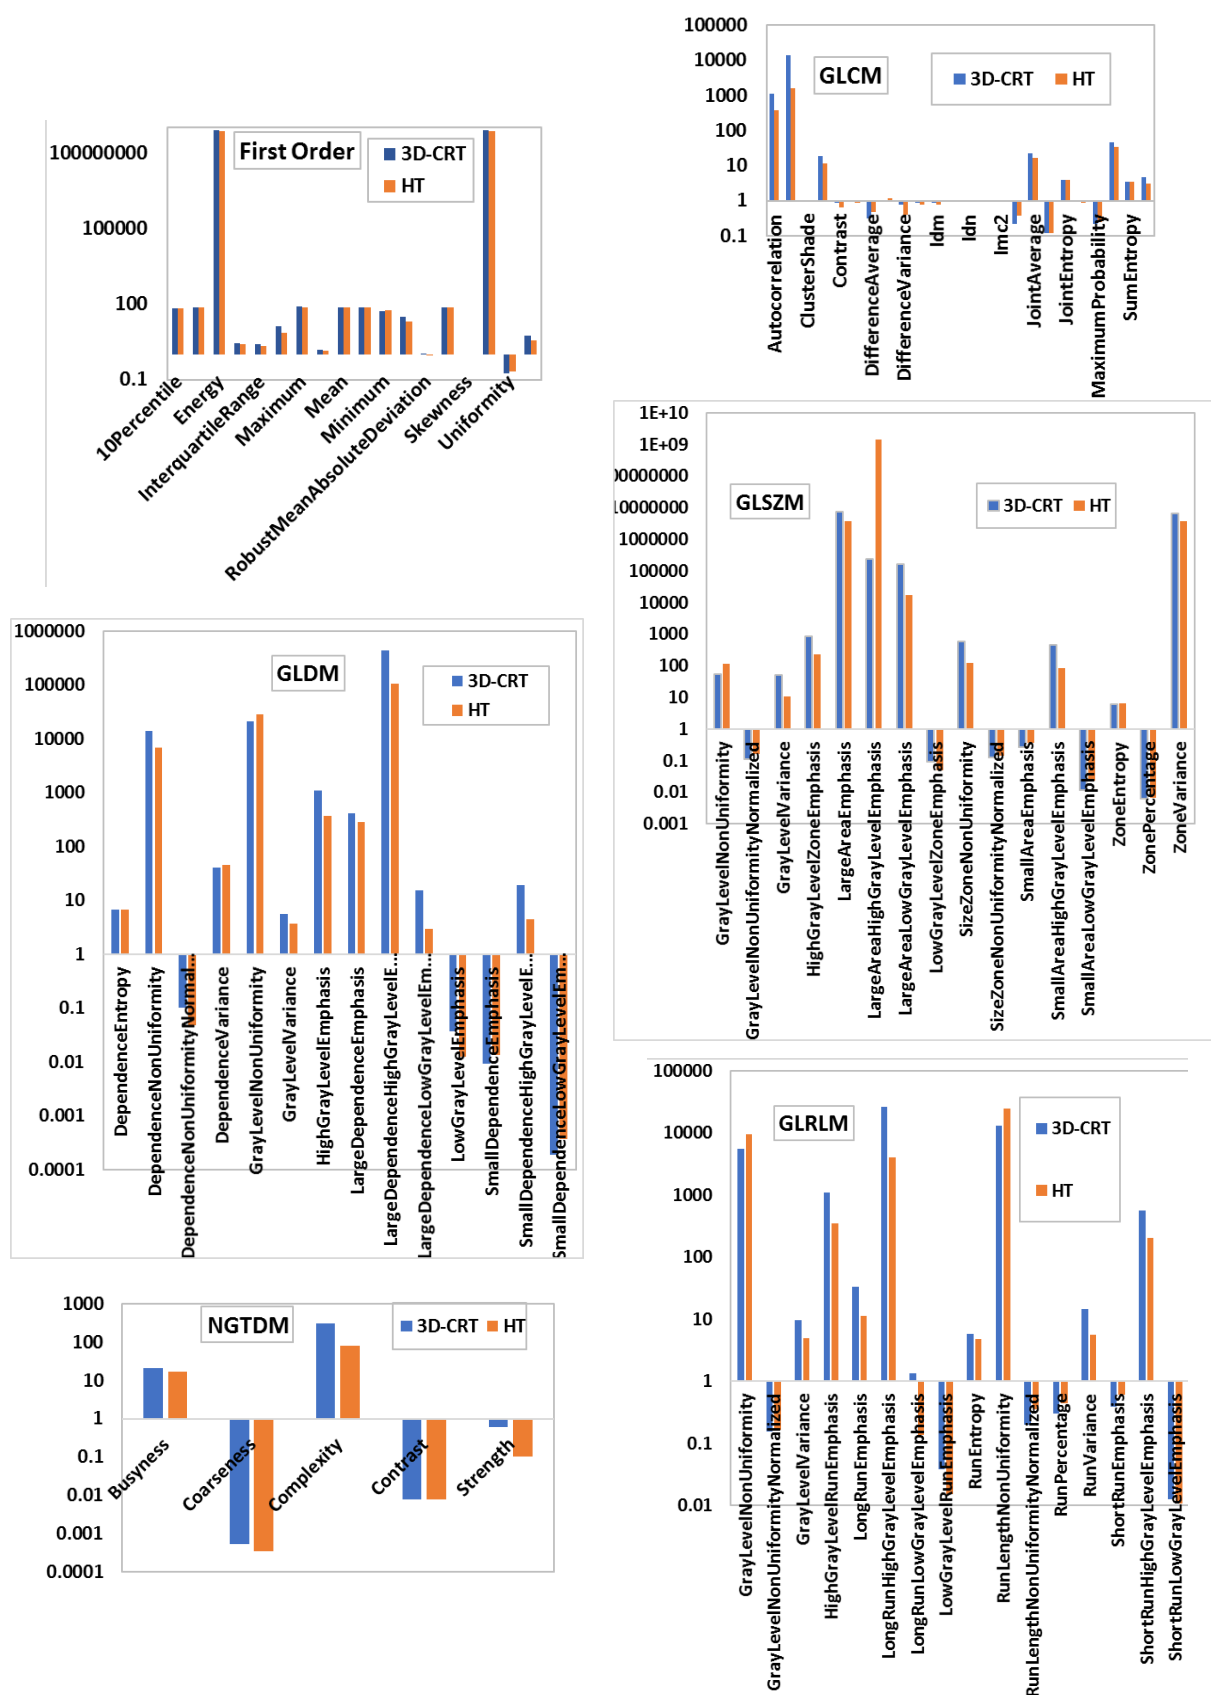 First Order
3D-CRT
HT
100000000
100000
100
0.1
10Percentile
Energy
InterquartileRange
Maximum
Mean
Minimum
RobustMeanAbsoluteDeviation
Skewness
Uniformity
GLCM
3D-CRT
HT
100000
10000
1000
100
10
1
0.1
Autocorrelation
ClusterShade
Contrast
DifferenceAverage
DifferenceVariance
Idm
Idn
Imc2
JointAverage
JointEntropy
MaximumProbability
SumEntropy
GLSZM
3D-CRT
HT
1E+10
1E+09
00000000
10000000
1000000
100000
10000
1000
100
10
1
0.1
0.01
0.001
GrayLevelNonUniformity
GrayLevelNonUniformityNormalized
GrayLevelVariance
HighGrayLevelZoneEmphasis
LargeAreaEmphasis
LargeAreaHighGrayLevelEmphasis
LargeAreaLowGrayLevelEmphasis
LowGrayLevelZoneEmphasis
SizeZoneNonUniformity
SizeZoneNonUniformityNormalized
SmallAreaEmphasis
SmallAreaHighGrayLevelEmphasis
SmallAreaLowGrayLevelEmphasis
ZoneEntropy
ZonePercentage
ZoneVariance
GLDM
3D-CRT
HT
1000000
100000
10000
1000
100
10
1
0.1
0.01
0.001
0.0001
DependenceEntropy
DependenceNonUniformity
DependenceNonUniformityNormal...
DependenceVariance
GrayLevelNonUniformity
GrayLevelVariance
HighGrayLevelEmphasis
LargeDependenceEmphasis
LargeDependenceHighGrayLevelE...
LargeDependenceLowGrayLevelEm...
LowGrayLevelEmphasis
SmallDependenceEmphasis
SmallDependenceHighGrayLevelE...
SmallDependenceLowGrayLevelEm...
GLRLM
3D-CRT
HT
100000
10000
1000
100
10
1
0.1
0.01
GrayLevelNonUniformity
GrayLevelNonUniformityNormalized
GrayLevelVariance
HighGrayLevelRunEmphasis
LongRunEmphasis
LongRunHighGrayLevelEmphasis
LongRunLowGrayLevelEmphasis
LowGrayLevelRunEmphasis
RunEntropy
RunLengthNonUniformity
RunLengthNonUniformityNormalized
RunPercentage
RunVariance
ShortRunEmphasis
ShortRunHighGrayLevelEmphasis
ShortRunLowGrayLevelEmphasis
NGTDM
3D-CRT
HT
1000
100
10
1
0.1
0.01
0.001
0.0001
Busyness
Coarseness
Complexity
Contrast
Strength